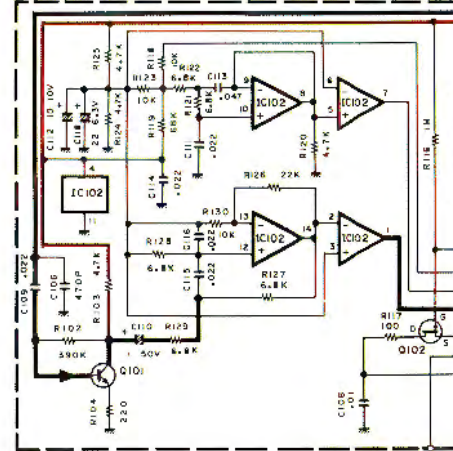 R125
4.7K
R118
10K
R122
6.8K
C113
.047
R123
10K
R121
6.8K
9
8
10
IC102
6
7
5
IC102
C112 10 10V
C118 22 6.3V
R124 4.7K
R119
68K
C111
.022
R120
4.7K
R116 1M
4
IC102
11
C114
.022
R126 22K
R130
10K
13
14
12
IC102
2
1
3
IC102
R128
6.8K
C116
.022
C115
.022
R127
6.8K
C109 .022
C106
470P
R103 4.7K
R102
390K
C110
1 50V
R129
6.8K
Q101
R104
220
R117
100
D
G
S
Q102
C108
.01